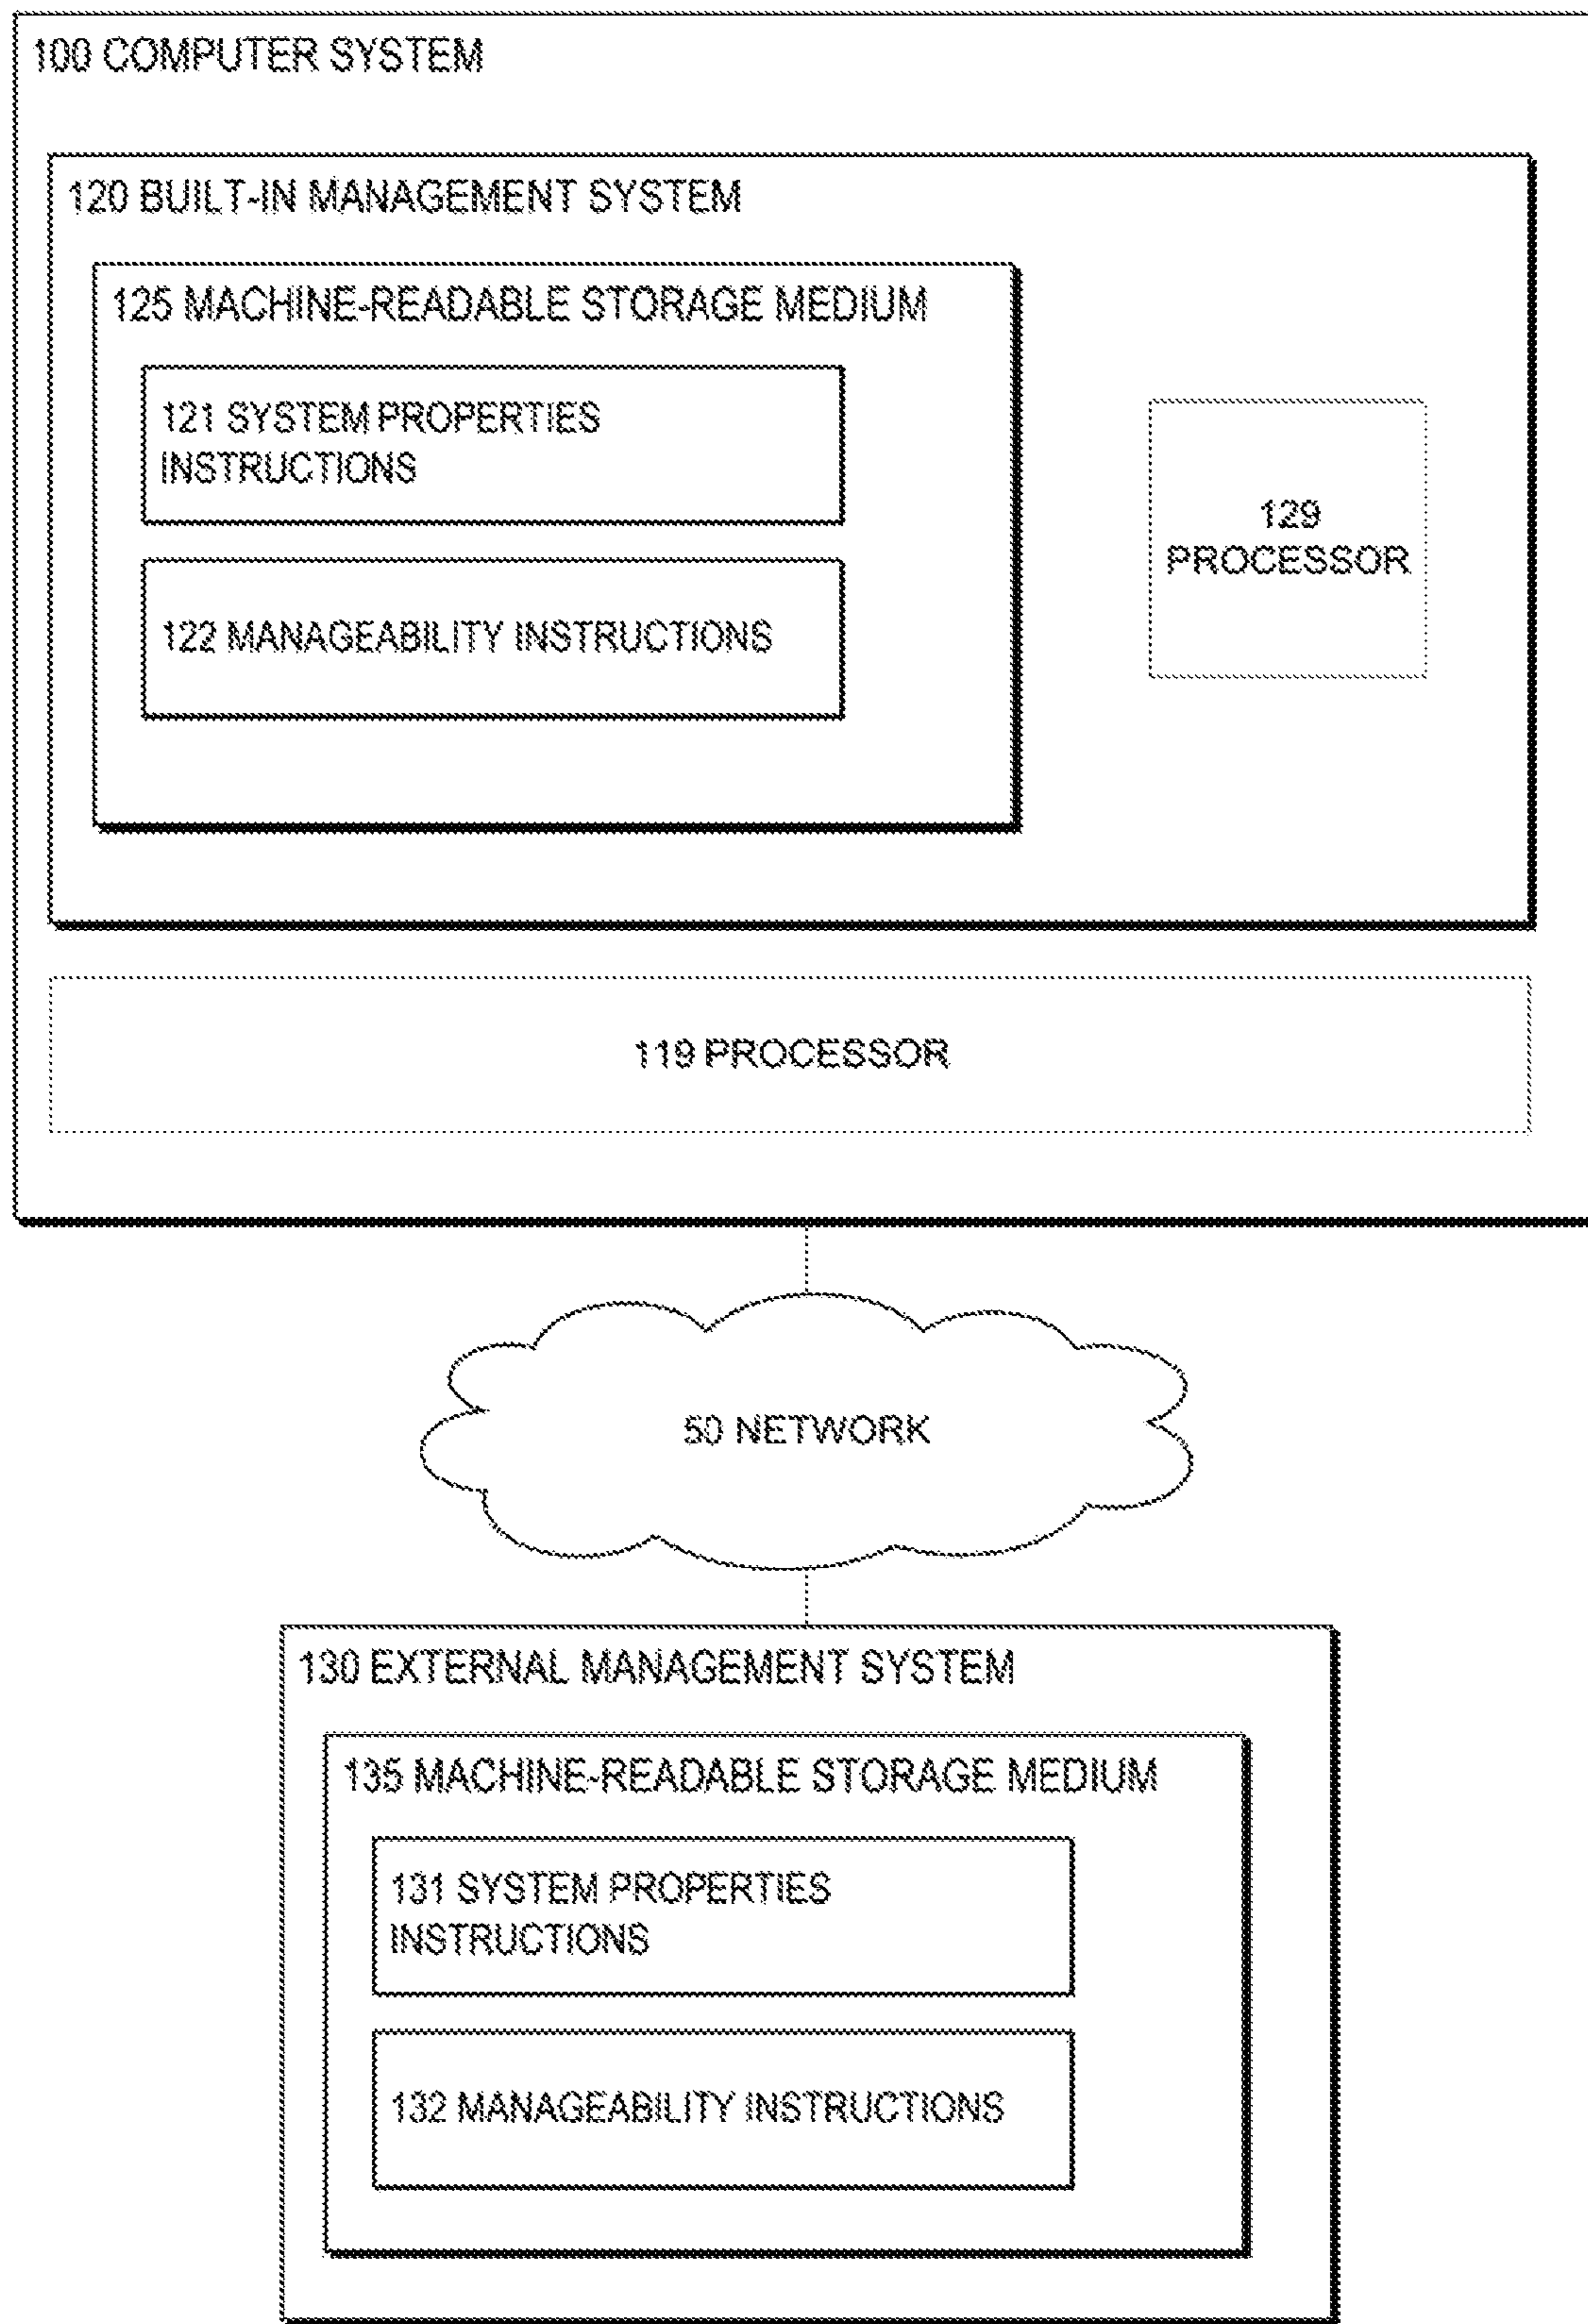 100 COMPUTER SYSTEM
120 BUILT-IN MANAGEMENT SYSTEM
125 MACHINE-READABLE STORAGE MEDIUM
121 SYSTEM PROPERTIES
INSTRUCTIONS
122 MANAGEABILITY INSTRUCTIONS
129
PROCESSOR
119 PROCESSOR
50 NETWORK
130 EXTERNAL MANAGEMENT SYSTEM
135 MACHINE-READABLE STORAGE MEDIUM
131 SYSTEM PROPERTIES
INSTRUCTIONS
132 MANAGEABILITY INSTRUCTIONS